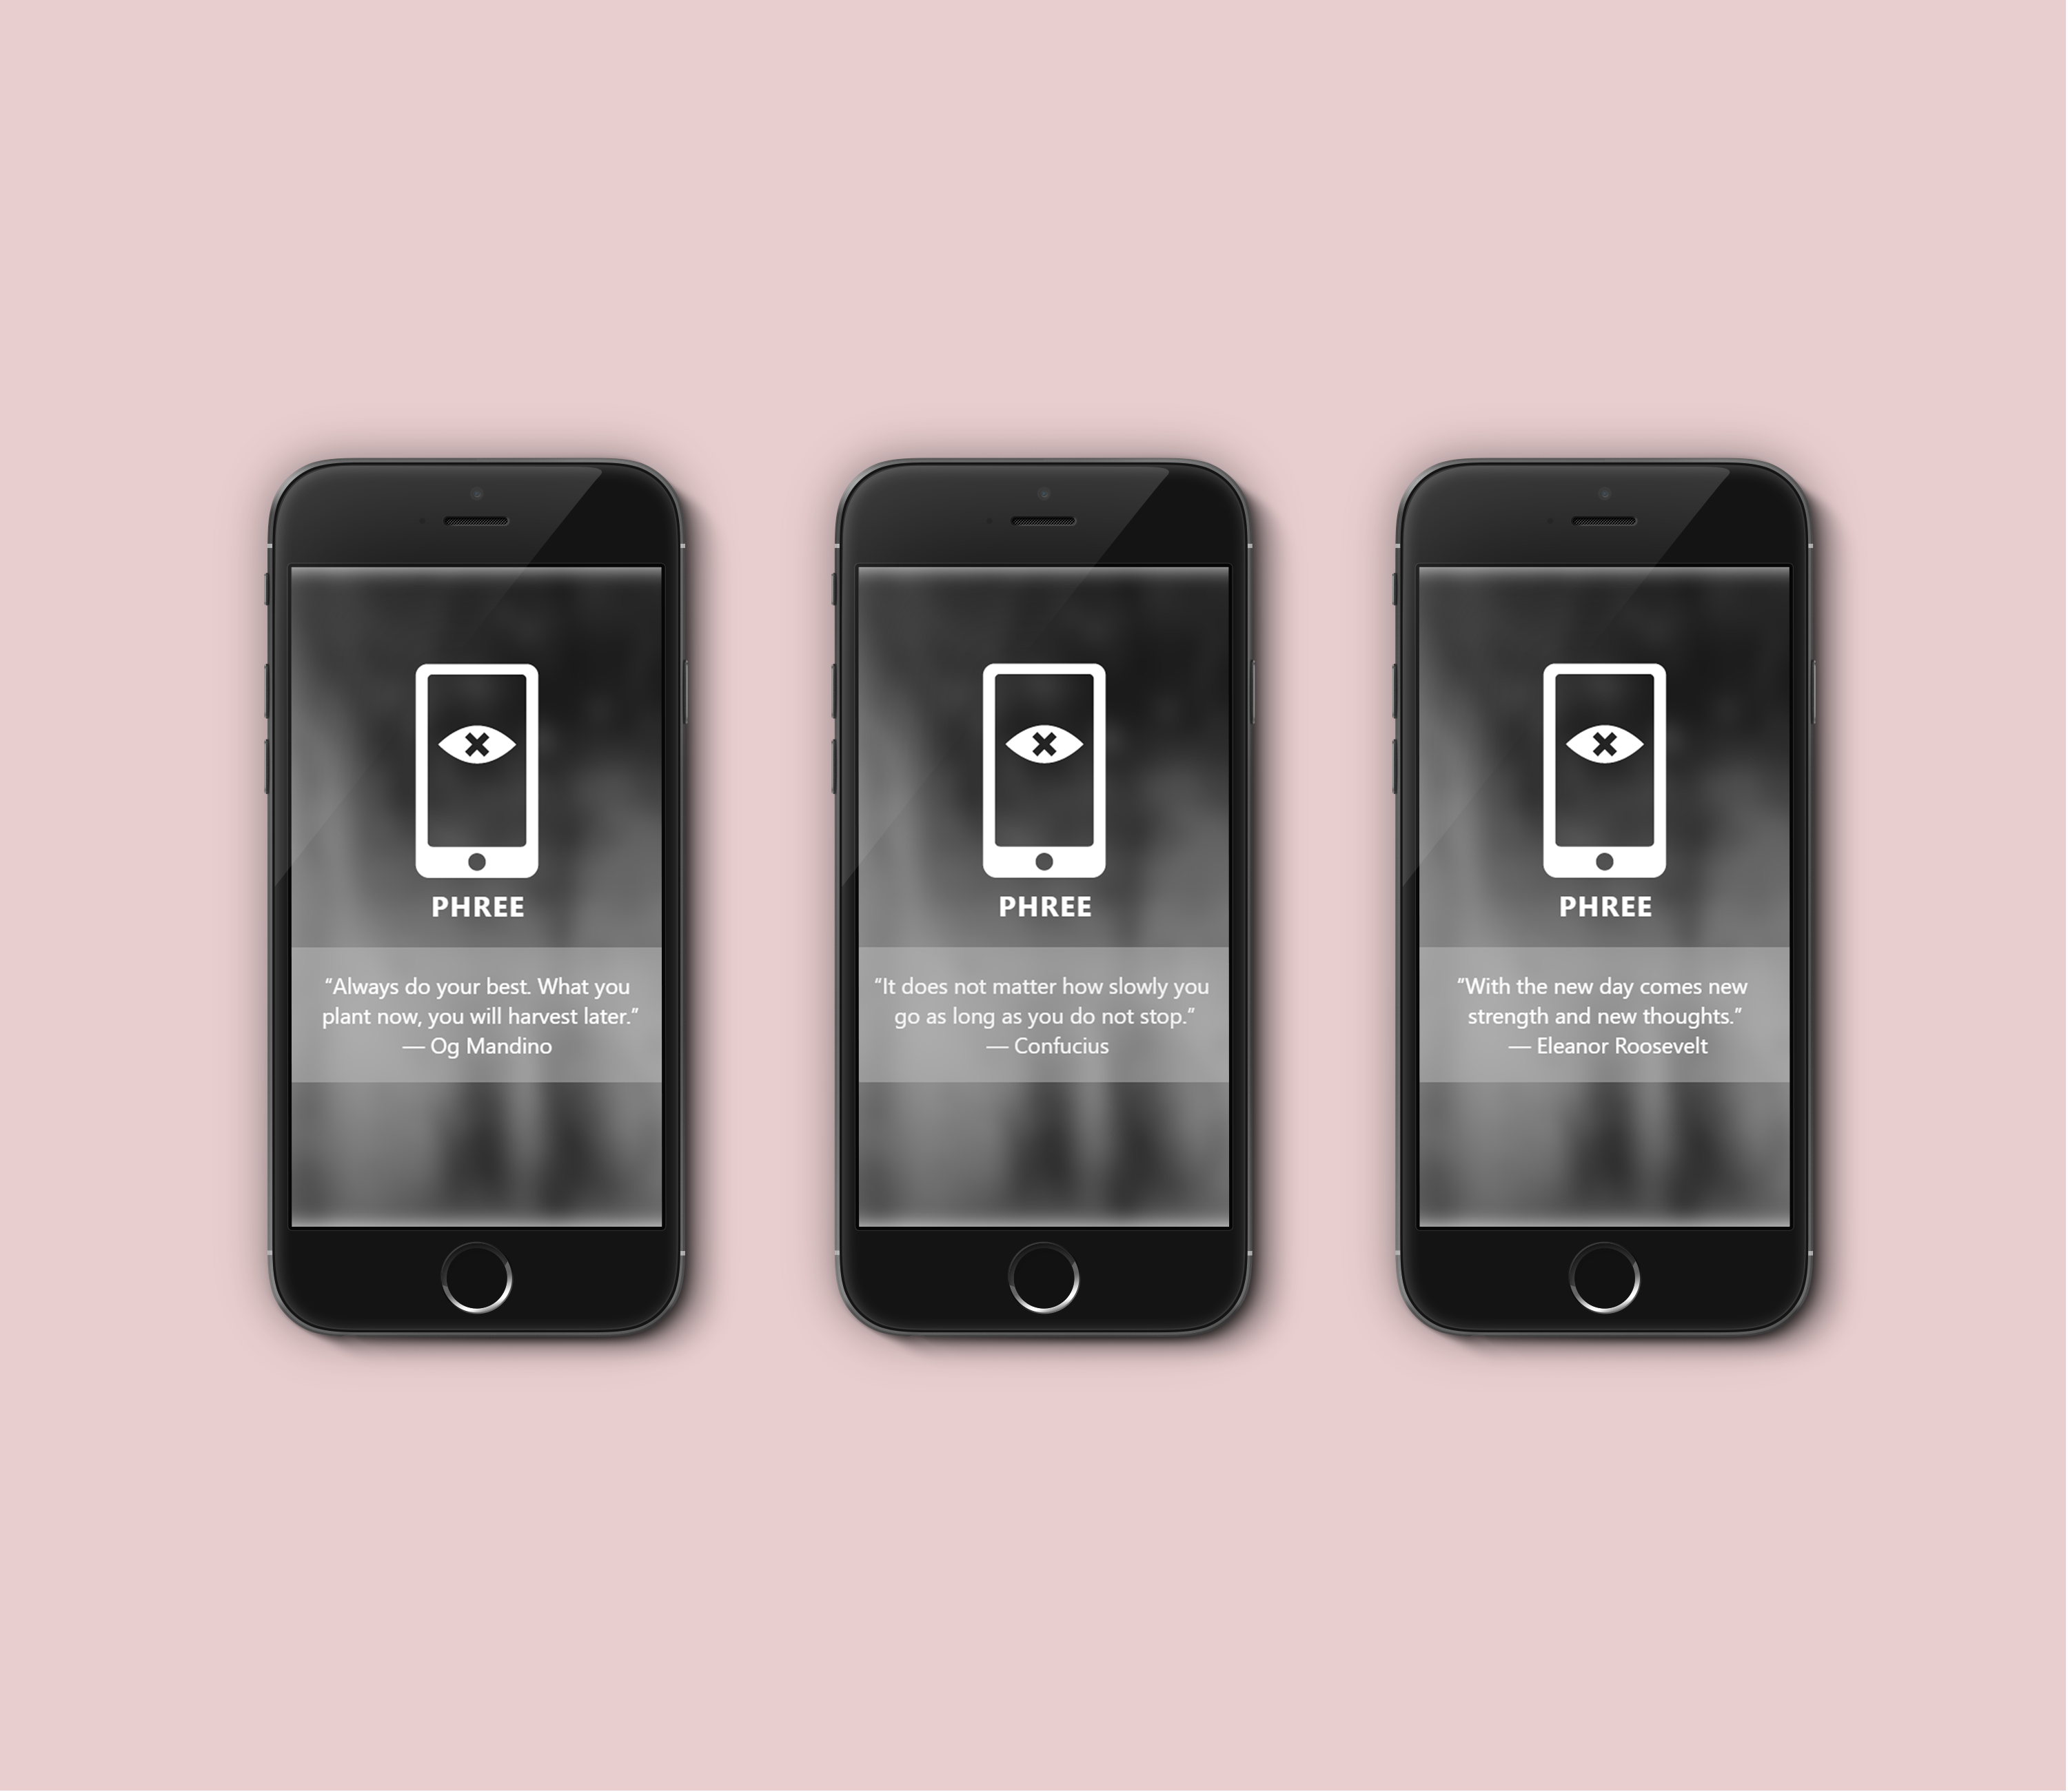 PHREE
“Always do your best. What you
plant now, you will harvest later.”
— Og Mandino
PHREE
“It does not matter how slowly you
go as long as you do not stop.”
— Confucius
PHREE
“With the new day comes new
strength and new thoughts.”
— Eleanor Roosevelt